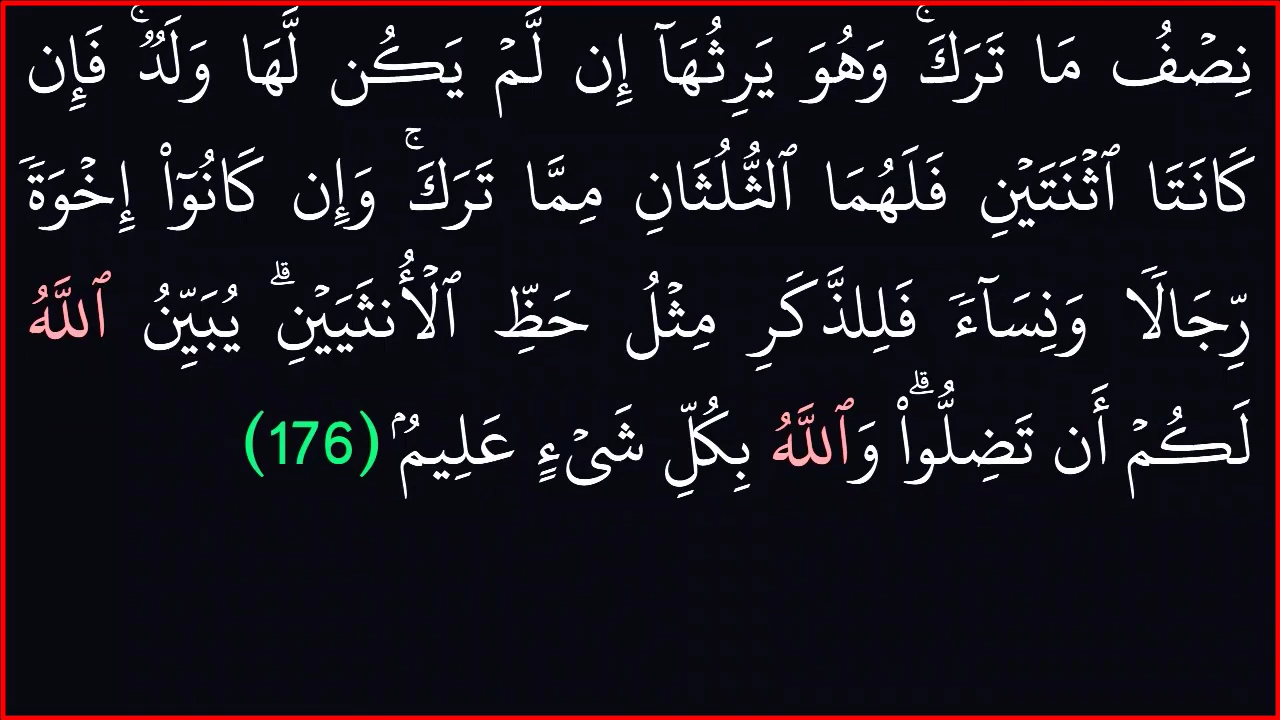 نِصۡفُ مَا تَرَكَۚ وَهُوَ يَرِثُهَآ إِن لَّمۡ يَكُن لَّهَا وَلَدٞۚ فَإِن
كَانَتَا ٱثۡنَتَيۡنِ فَلَهُمَا ٱلثُّلُثَانِ مِمَّا تَرَكَۚ وَإِن كَانُوٓاْ إِخۡوَةٗ
رِّجَالٗا وَنِسَآءٗ فَلِلذَّكَرِ مِثۡلُ حَظِّ ٱلۡأُنثَيَيۡنِۗ يُبَيِّنُ ٱللَّهُ
لَكُمۡ أَن تَضِلُّواْۗ وَٱللَّهُ بِكُلِّ شَيۡءٍ عَلِيمُۢ (176)